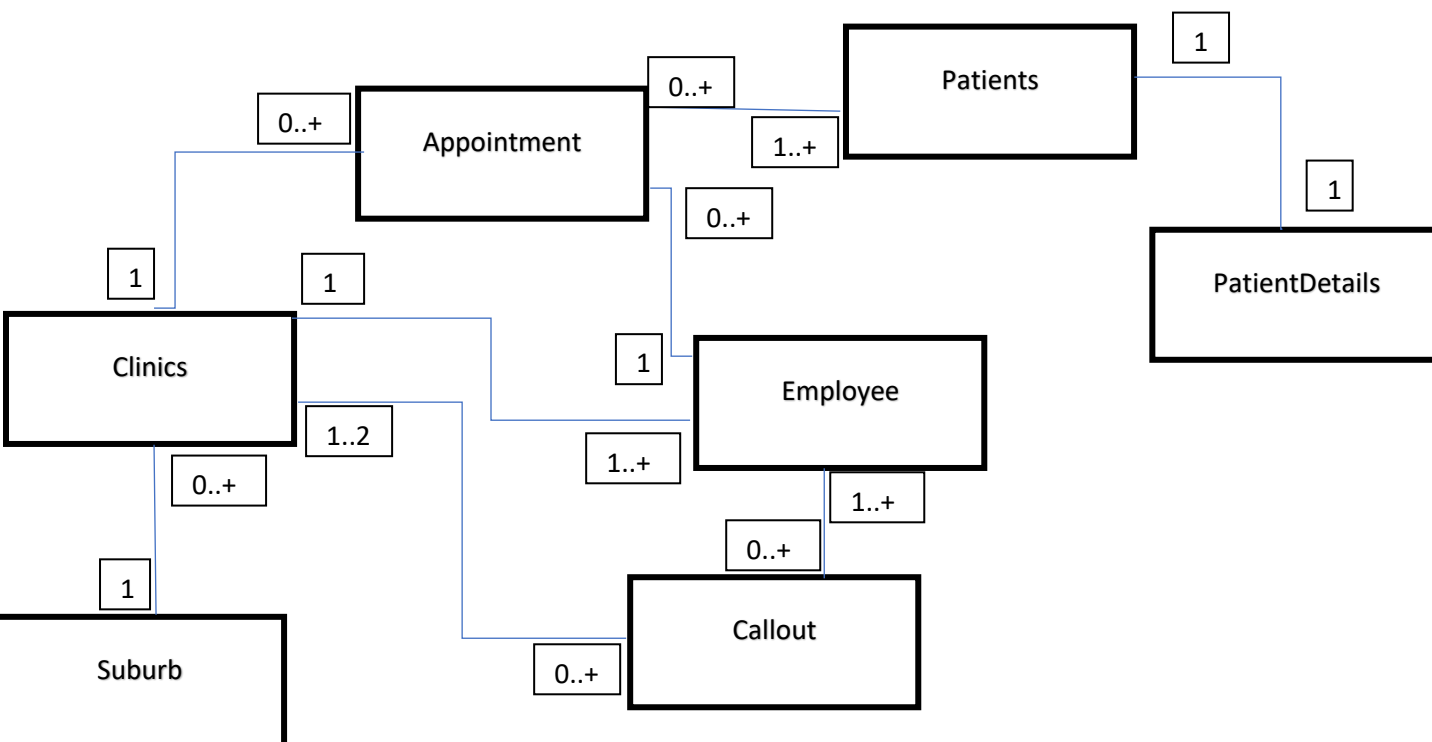 1
Patients
0..+
0..+
Appointment
1..+
1
0..+
1
1
PatientDetails
Clinics
1
Employee
1..2
1..+
0..+
1..+
0..+
1
Callout
0..+
Suburb